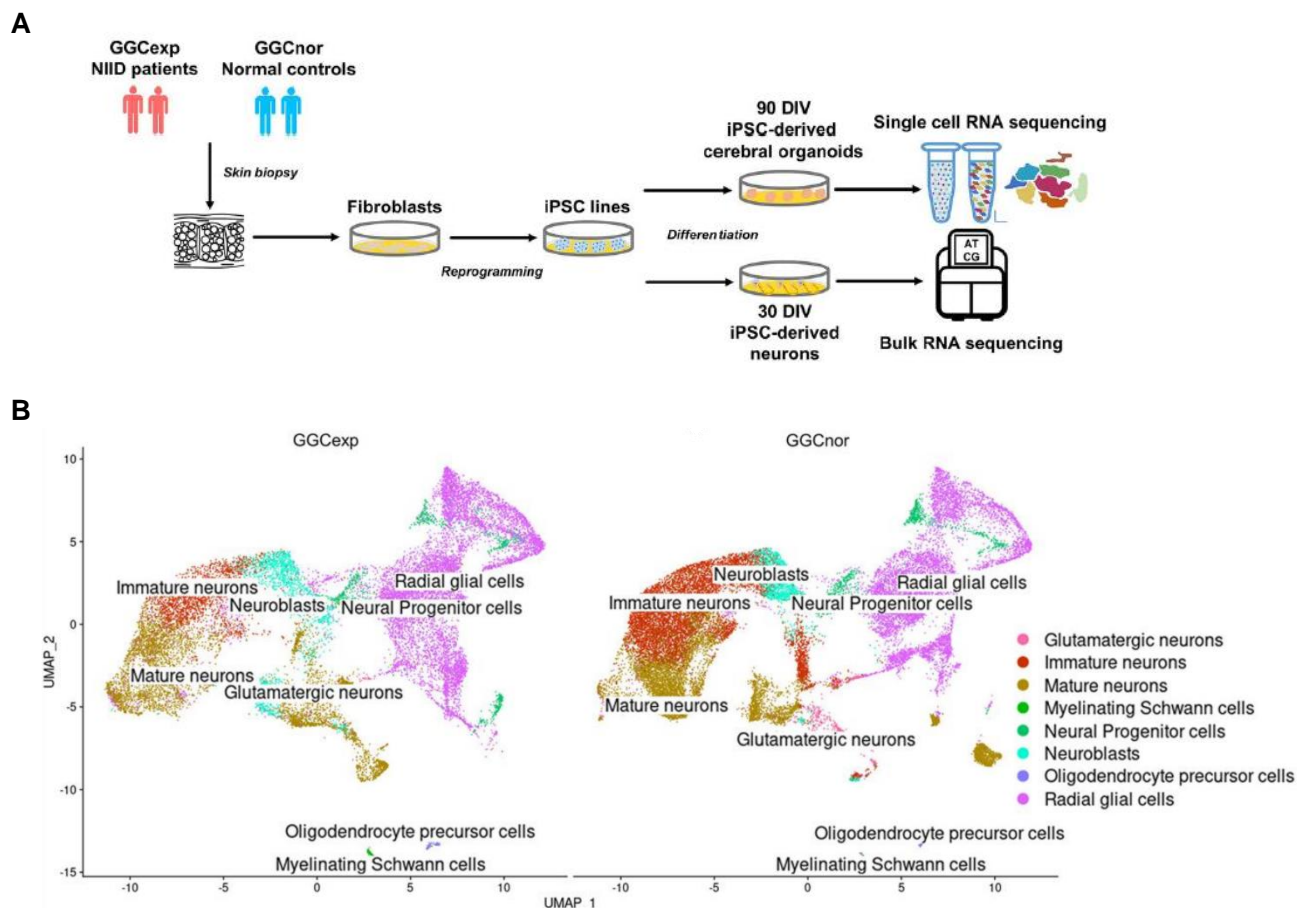 A
GGCexp
NIID patients
GGCnor
Normal controls
Skin biopsy
Fibroblasts
Reprogramming
iPSC lines
Differentiation
90 DIV
iPSC-derived
cerebral organoids
Single cell RNA sequencing
30 DIV
iPSC-derived
neurons
AT
CG
Bulk RNA sequencing
B
GGCexp
GGCnor
UMAP_2
10
5
0
-5
-10
-15
Immature neurons
Neuroblasts
Radial glial cells
Neural Progenitor cells
Mature neurons
Glutamatergic neurons
Oligodendrocyte precursor cells
Myelinating Schwann cells
-10
-5
0
5
10
Neuroblasts
Immature neurons
Radial glial cells
Neural Progenitor cells
Mature neurons
Glutamatergic neurons
Oligodendrocyte precursor cells
Myelinating Schwann cells
-10
-5
0
5
10
UMAP_1
Glutamatergic neurons
Immature neurons
Mature neurons
Myelinating Schwann cells
Neural Progenitor cells
Neuroblasts
Oligodendrocyte precursor cells
Radial glial cells